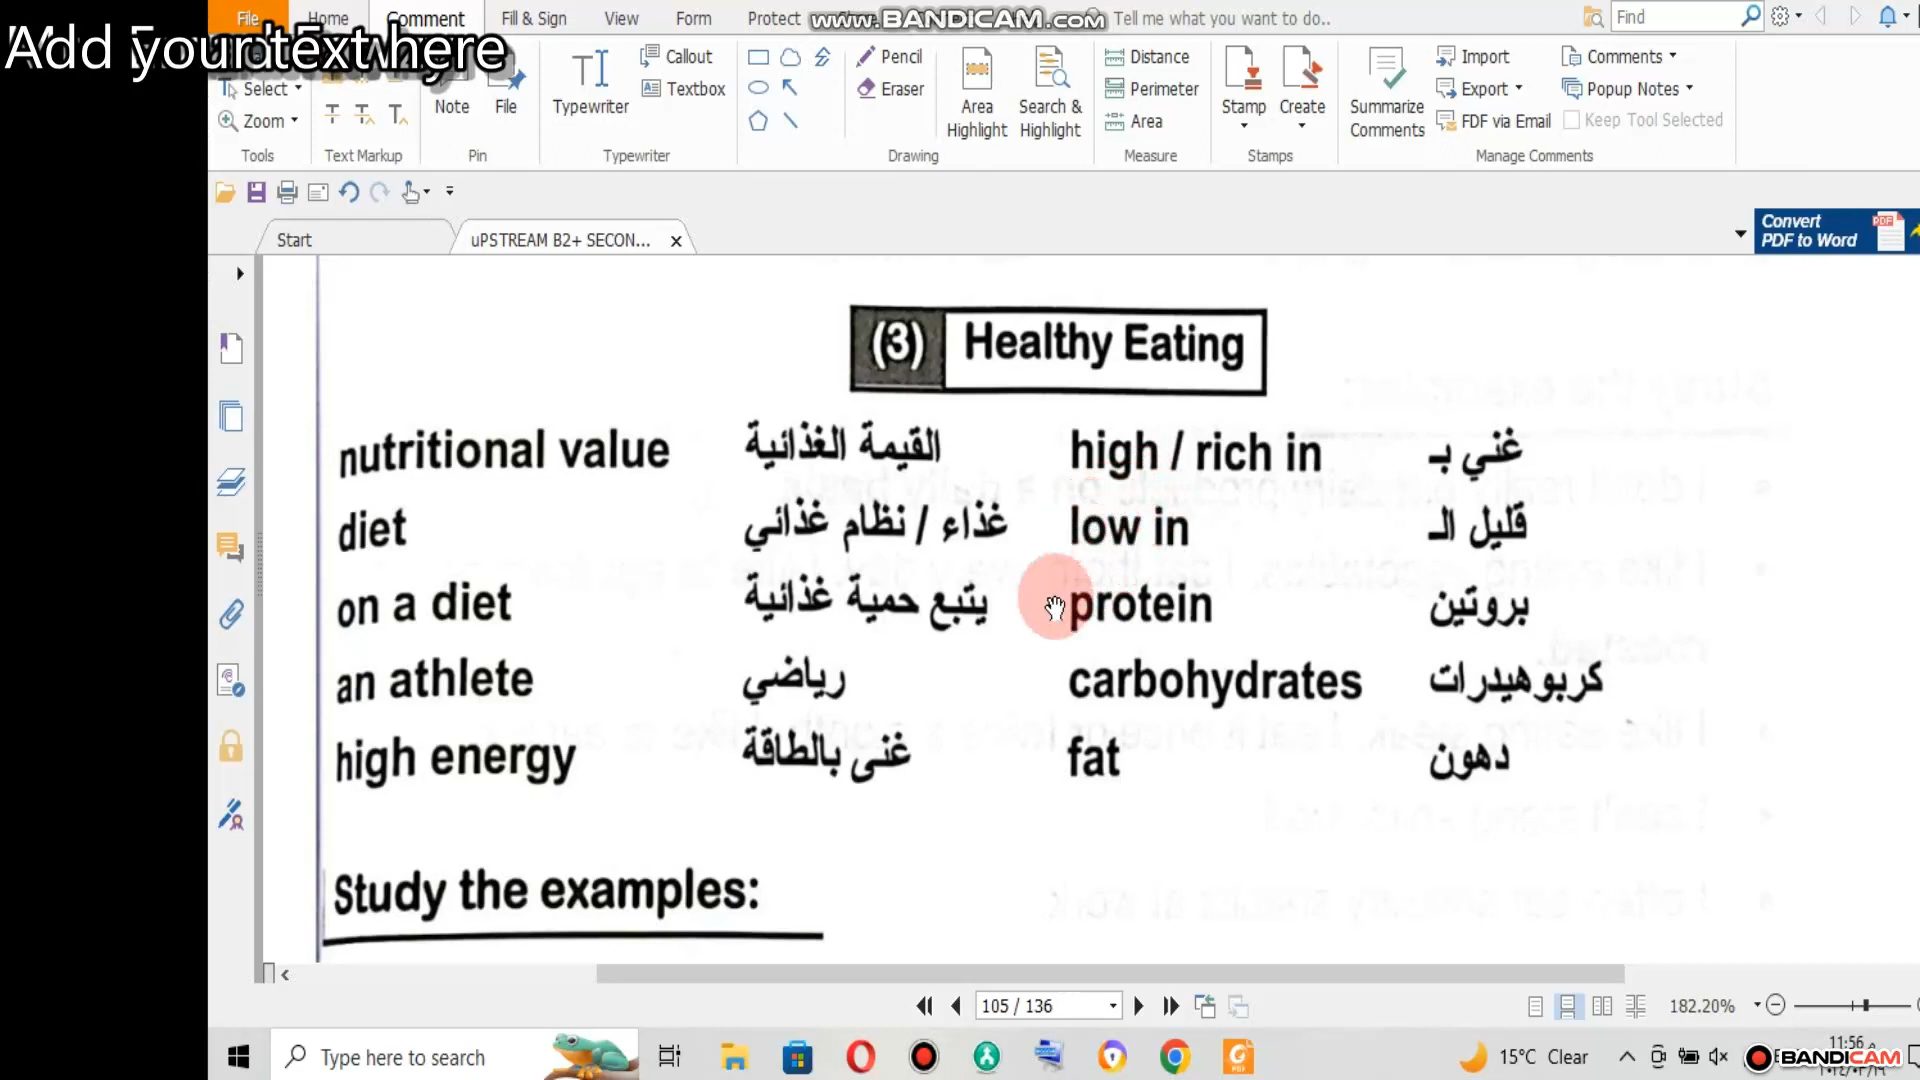 File Home Comment Fill & Sign View Form Protect www.BANDICAM.com Tell me what you want to do.. Find
Add your text here
Callout Pencil Distance Import Comments
Select Textbox Eraser Perimeter Export Popup Notes
Note File Typewriter Area Highlight Search & Highlight Stamp Create Summarize Comments
Zoom Area FDF via Email Keep Tool Selected
Tools Text Markup Pin Typewriter Drawing Measure Stamps Manage Comments
Start uPSTREAM B2+ SECON... Convert PDF to Word
(3) Healthy Eating
nutritional value القيمة الغذائية high / rich in غني بـ
diet غذاء / نظام غذائي low in قليل الـ
on a diet يتبع حمية غذائية protein بروتين
an athlete رياضي carbohydrates كربوهيدرات
high energy غنى بالطاقة fat دهون
Study the examples:
105 / 136 182.20%
Type here to search 15°C Clear 11:56 BANDICAM